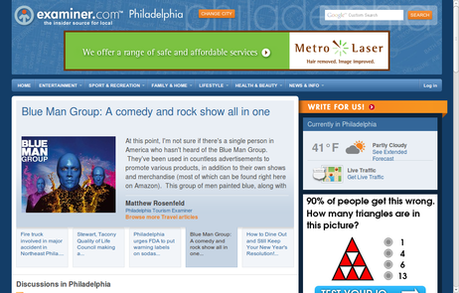 examiner.com™ Philadelphia CHANGE CITY Google™ Custom Search SEARCH
the insider source for local
philadelphia
We offer a range of safe and affordable services
METRO LASER
Hair removed. Image improved.
HOME ENTERTAINMENT SPORT & RECREATION FAMILY & HOME LIFESTYLE HEALTH & BEAUTY NEWS & INFO Log in
Blue Man Group: A comedy and rock show all in one
BLUE
MAN
GROUP
At this point, I'm not sure if there's a single person in
America who hasn't heard of the Blue Man Group.
They've been used in countless advertisements to
promote various products, in addition to their own shows
and merchandise (most of which can be found right here
on Amazon). This group of men painted blue, along with
Matthew Rosenfeld
Philadelphia Tourism Examiner
Browse more Travel articles
Fire truck
involved in major
accident in
Northeast Phila....
Stewart, Tacony
Quality of Life
Council making
a...
Philadelphia
urges FDA to put
warning labels
on sodas...
Blue Man Group:
A comedy and
rock show all in
one...
How to Dine Out
and Still Keep
Your New Year's
Resolution!...
Discussions in Philadelphia
WRITE FOR US!
Currently in Philadelphia
41°F
Partly Cloudy
See Extended
Forecast
Live Traffic
Get Live Traffic
90% of people get this wrong.
How many triangles are in
this picture?
1
4
6
13
TEST YOUR IQ